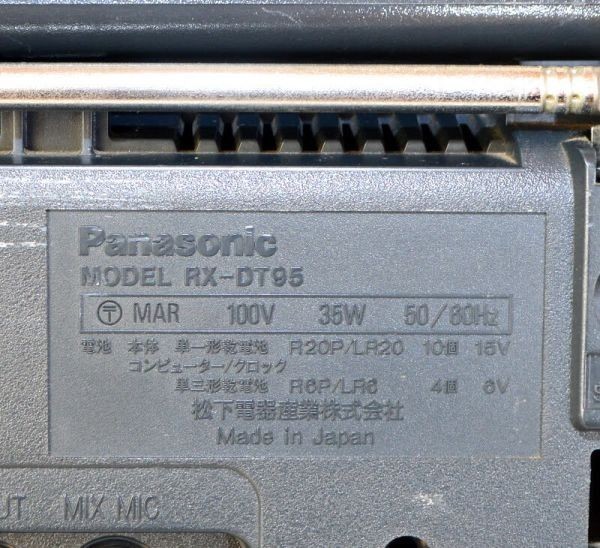 Panasonic
MODEL RX-DT95
〒 MAR 100V 35W 50/60Hz
電池 本体 単一形乾電池 R20P/LR20 10個 15V
コンピューター/クロック
単三形乾電池 R6P/LR6 4個 6V
松下電器産業株式会社
Made in Japan
MIX MIC